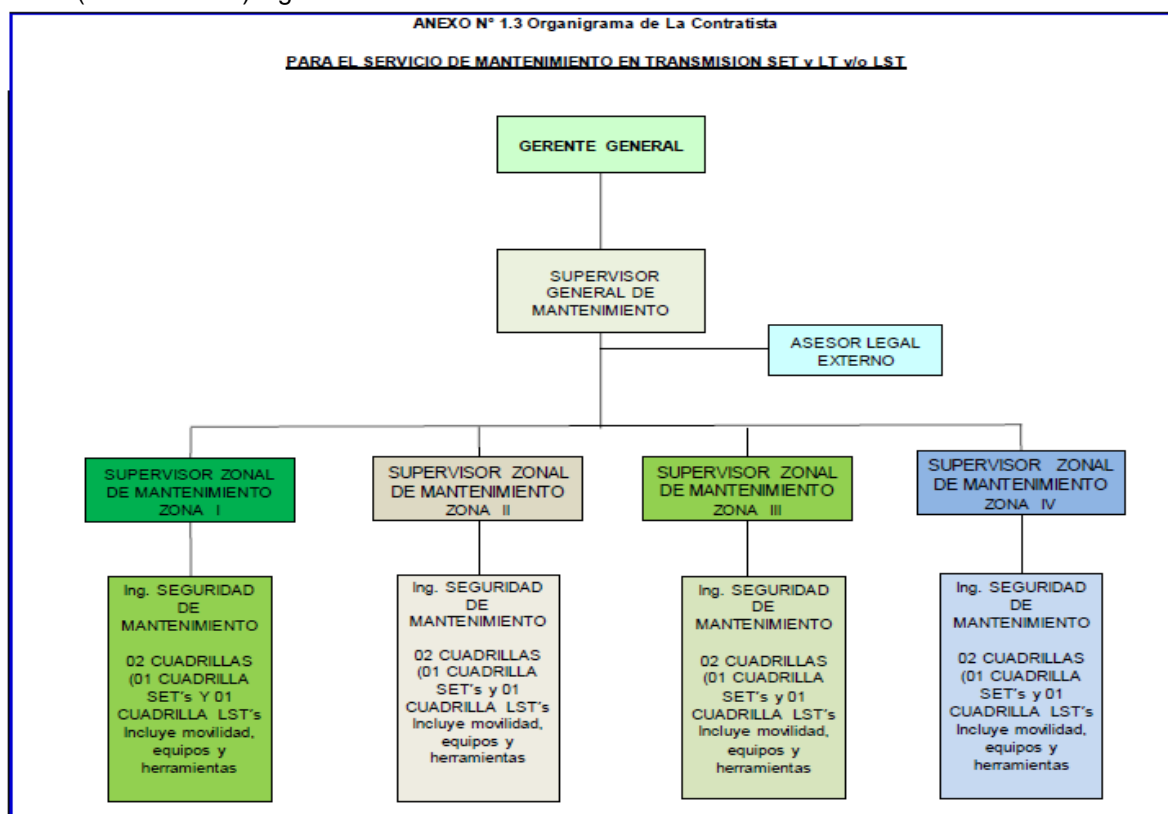 ANEXO N° 1.3 Organigrama de La Contratista
PARA EL SERVICIO DE MANTENIMIENTO EN TRANSMISION SET y LT y/o LST
GERENTE GENERAL
SUPERVISOR
GENERAL DE
MANTENIMIENTO
ASESOR LEGAL
EXTERNO
SUPERVISOR ZONAL
DE MANTENIMIENTO
ZONA I
SUPERVISOR ZONAL
DE MANTENIMIENTO
ZONA II
SUPERVISOR ZONAL
DE MANTENIMIENTO
ZONA III
SUPERVISOR ZONAL
DE MANTENIMIENTO
ZONA IV
Ing. SEGURIDAD
DE
MANTENIMIENTO
02 CUADRILLAS
(01 CUADRILLA
SET's Y 01
CUADRILLA LST's
Incluye movilidad,
equipos y
herramientas
Ing. SEGURIDAD
DE
MANTENIMIENTO
02 CUADRILLAS
(01 CUADRILLA
SET's y 01
CUADRILLA LST's
Incluye movilidad,
equipos y
herramientas
Ing. SEGURIDAD
DE
MANTENIMIENTO
02 CUADRILLAS
(01 CUADRILLA
SET's y 01
CUADRILLA LST's
Incluye movilidad,
equipos y
herramientas
Ing. SEGURIDAD
DE
MANTENIMIENTO
02 CUADRILLAS
(01 CUADRILLA
SET's y 01
CUADRILLA LST's
Incluye movilidad,
equipos y
herramientas